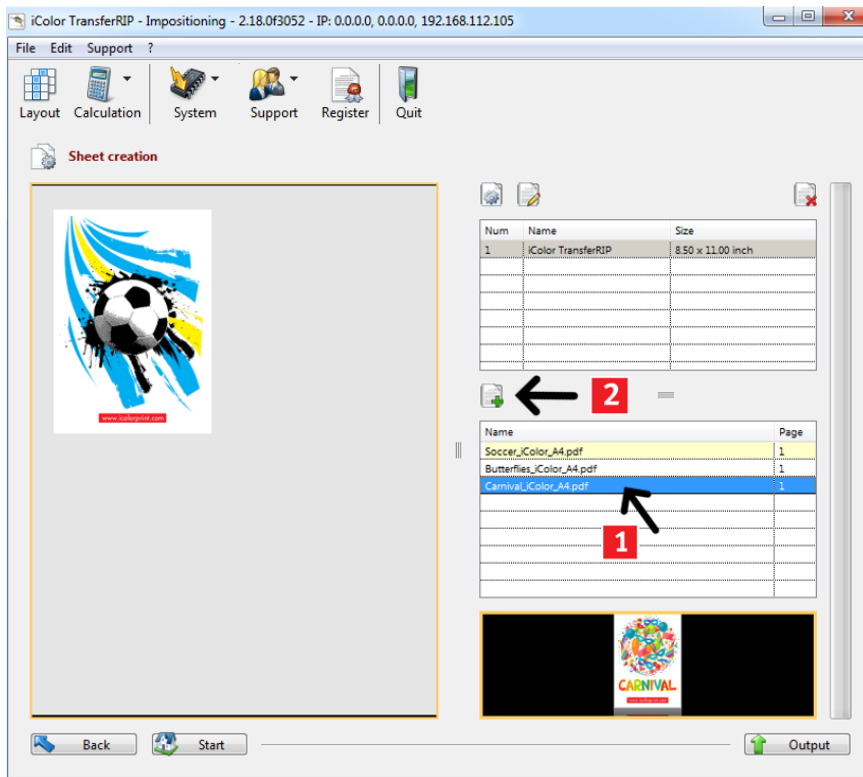 iColor TransferRIP - Impositioning - 2.18.0f3052 - IP: 0.0.0.0, 0.0.0.0, 192.168.112.105
File Edit Support ?
Layout Calculation System Support Register Quit
Sheet creation
Num Name Size
1 iColor TransferRIP 8.50 x 11.00 inch
www.icolorprint.com
2
Name Page
Soccer_iColor_A4.pdf 1
Butterflies_iColor_A4.pdf 1
Carnival_iColor_A4.pdf 1
1
CARNIVAL
Back Start Output